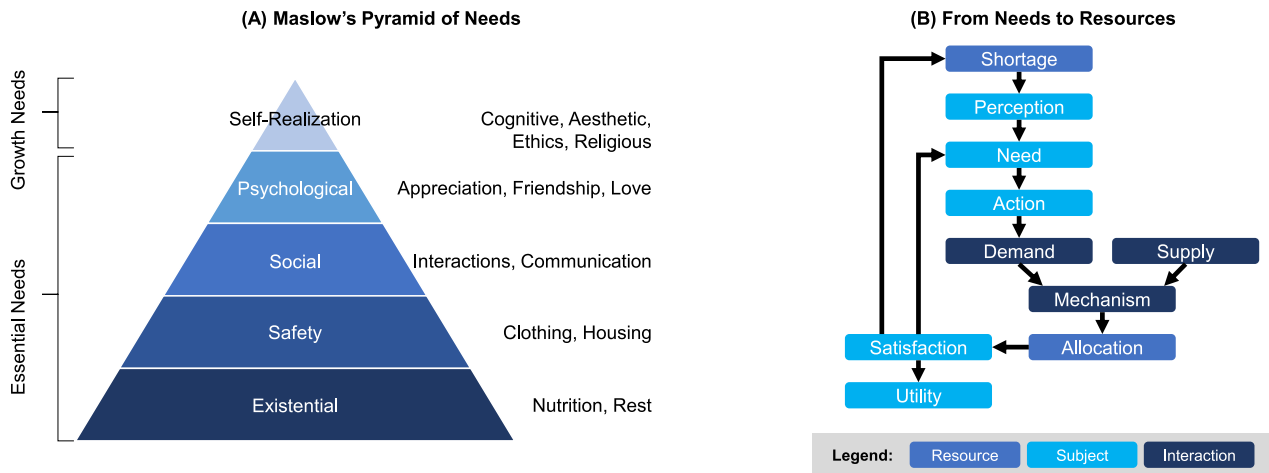 (A) Maslow's Pyramid of Needs
Growth Needs
Essential Needs
Self-Realization
Cognitive, Aesthetic,
Ethics, Religious
Psychological
Appreciation, Friendship, Love
Social
Interactions, Communication
Safety
Clothing, Housing
Existential
Nutrition, Rest
(B) From Needs to Resources
Shortage
Perception
Need
Action
Demand
Supply
Mechanism
Satisfaction
Allocation
Utility
Legend:
Resource
Subject
Interaction